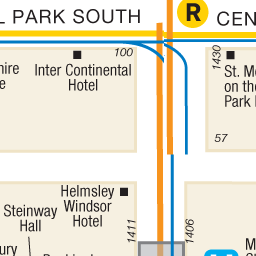 L PARK SOUTH
R
CEN
100
Inter Continental
Hotel
1430
St. M
on the
Park
57
Helmsley
Windsor
Hotel
Steinway
Hall
1411
1406
M